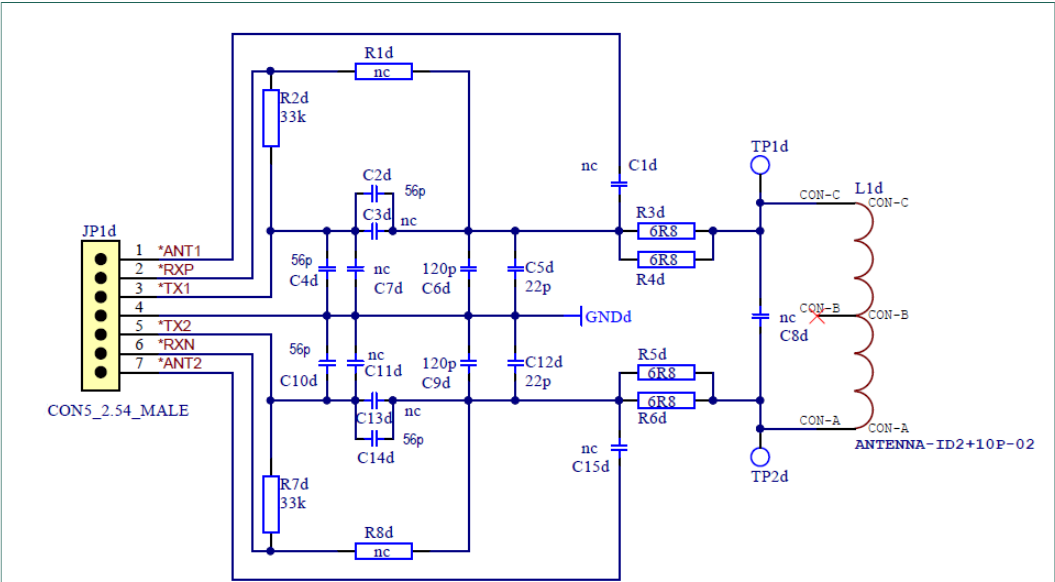 R1d
nc
R2d
33k
nc
C1d
TP1d
C2d
56p
C3d
nc
CON-C
L1d
CON-C
R3d
6R8
6R8
R4d
JP1d
1
*ANT1
2
*RXP
3
*TX1
4
5
*TX2
6
*RXN
7
*ANT2
CON5_2.54_MALE
56p
C4d
nc
C7d
120p
C6d
C5d
22p
GNDd
CON-B
CON-B
nc
C8d
56p
C10d
nc
C11d
120p
C9d
C12d
22p
R5d
6R8
6R8
R6d
C13d
nc
56p
C14d
CON-A
CON-A
ANTENNA-ID2+10P-02
nc
C15d
TP2d
R7d
33k
R8d
nc